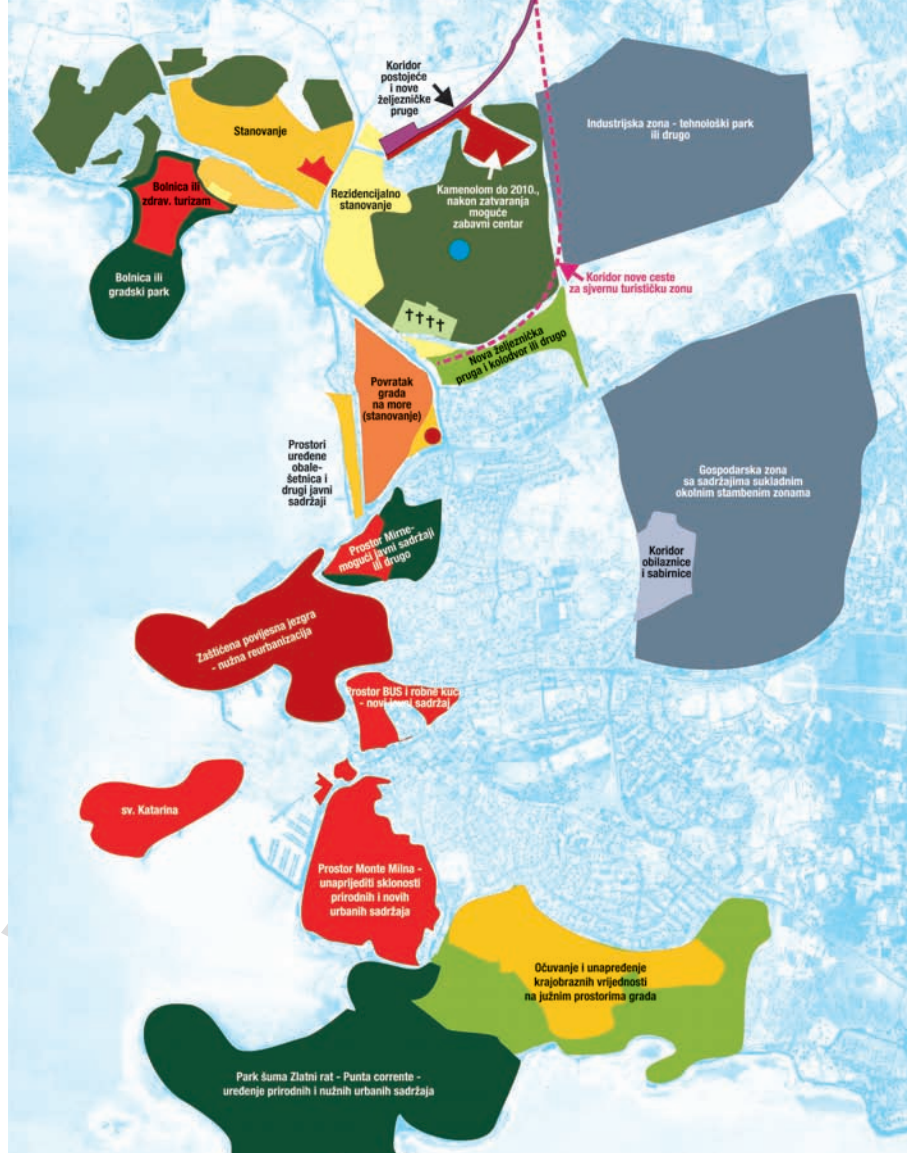 Koridor
postojeće
i nove
željezničke
pruge
Stanovanje
Industrijska zona - tehnološki park
ili drugo
Bolnica ili
zdrav. turizam
Rezidencijalno
stanovanje
Kamenolom do 2010.,
nakon zatvaranja
moguće
zabavni centar
Bolnica ili
gradski park
Koridor nove ceste
za sjvernu turističku zonu
Nova željeznička
pruga i kolodvor ili drugo
Povratak
grada
na more
(stanovanje)
Prostori
uređene
obale-
šetnica i
drugi javni
sadržaji
Gospodarska zona
sa sadržajima sukladnim
okolnim stambenim zonama
Prostor Mirne-
mogući javni sadržaji
ili drugo
Koridor
obilaznice
i sabirnice
Zaštićena povijesna jezgra
- nužna reurbanizacija
Prostor BUS i robne kuće
- novi javni sadržaj
sv. Katarina
Prostor Monte Milna -
unaprijediti sklonosti
prirodnih i novih
urbanih sadržaja
Očuvanje i unapređenje
krajobraznih vrijednosti
na južnim prostorima grada
Park šuma Zlatni rat - Punta corrente -
uređenje prirodnih i nužnih urbanih sadržaja